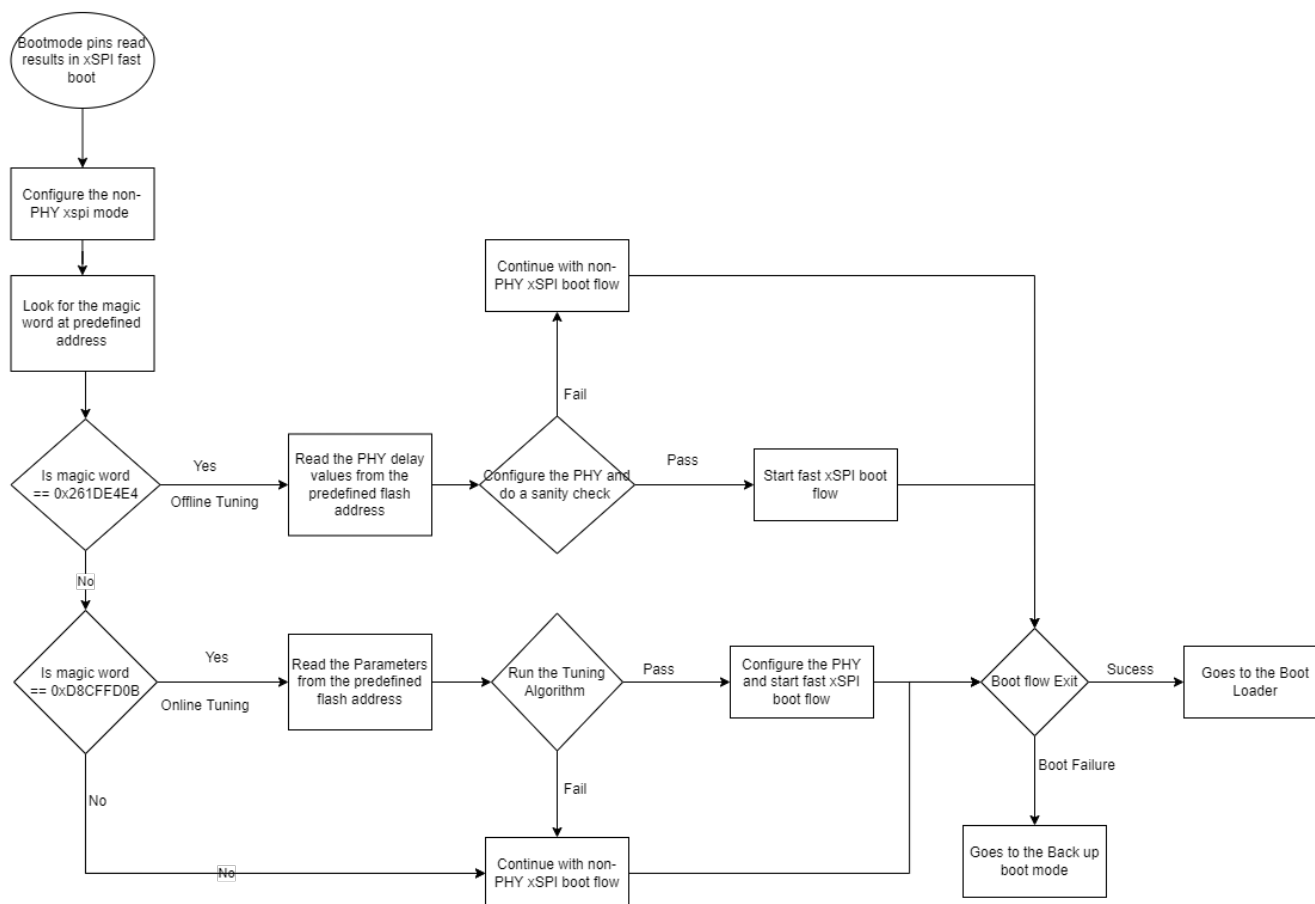 Bootmode pins read
results in xSPI fast
boot
Configure the non-
PHY xspi mode
Look for the magic
word at predefined
address
Continue with non-
PHY xSPI boot flow
Fail
Is magic word
== 0x261DE4E4
Yes
Offline Tuning
Read the PHY delay
values from the
predefined flash
address
Configure the PHY and
do a sanity check
Pass
Start fast xSPI boot
flow
No
Is magic word
== 0xD8CFFD0B
Yes
Online Tuning
Read the Parameters
from the predefined
flash address
Run the Tuning
Algorithm
Pass
Configure the PHY
and start fast xSPI
boot flow
Boot flow Exit
Sucess
Goes to the Boot
Loader
Boot Failure
Goes to the Back up
boot mode
Fail
No
No
Continue with non-
PHY xSPI boot flow